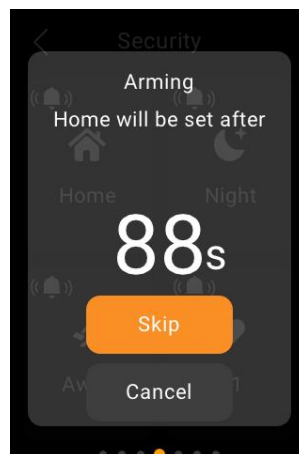 Security
Arming
Home will be set after
Home Night
88s
Skip
Cancel